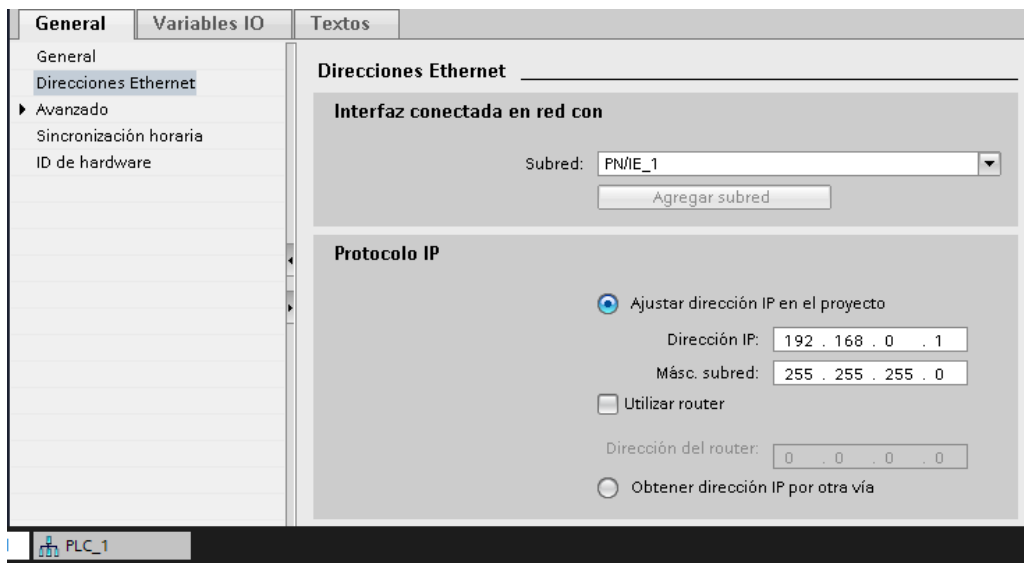 General Variables IO Textos
General
Direcciones Ethernet
Avanzado
Sincronización horaria
ID de hardware
Direcciones Ethernet
Interfaz conectada en red con
Subred: PN/IE_1
Agregar subred
Protocolo IP
Ajustar dirección IP en el proyecto
Dirección IP: 192 . 168 . 0 . 1
Másc. subred: 255 . 255 . 255 . 0
Utilizar router
Dirección del router: 0 . 0 . 0 . 0
Obtener dirección IP por otra vía
PLC_1